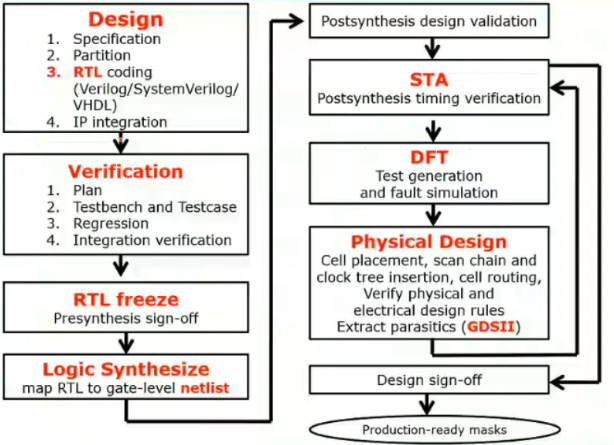 Design
1. Specification
2. Partition
3. RTL coding
(Verilog/SystemVerilog/
VHDL)
4. IP integration
Verification
1. Plan
2. Testbench and Testcase
3. Regression
4. Integration verification
RTL freeze
Presynthesis sign-off
Logic Synthesize
map RTL to gate-level netlist
Postsynthesis design validation
STA
Postsynthesis timing verification
DFT
Test generation
and fault simulation
Physical Design
Cell placement, scan chain and
clock tree insertion, cell routing,
Verify physical and
electrical design rules
Extract parasitics (GDSII)
Design sign-off
Production-ready masks